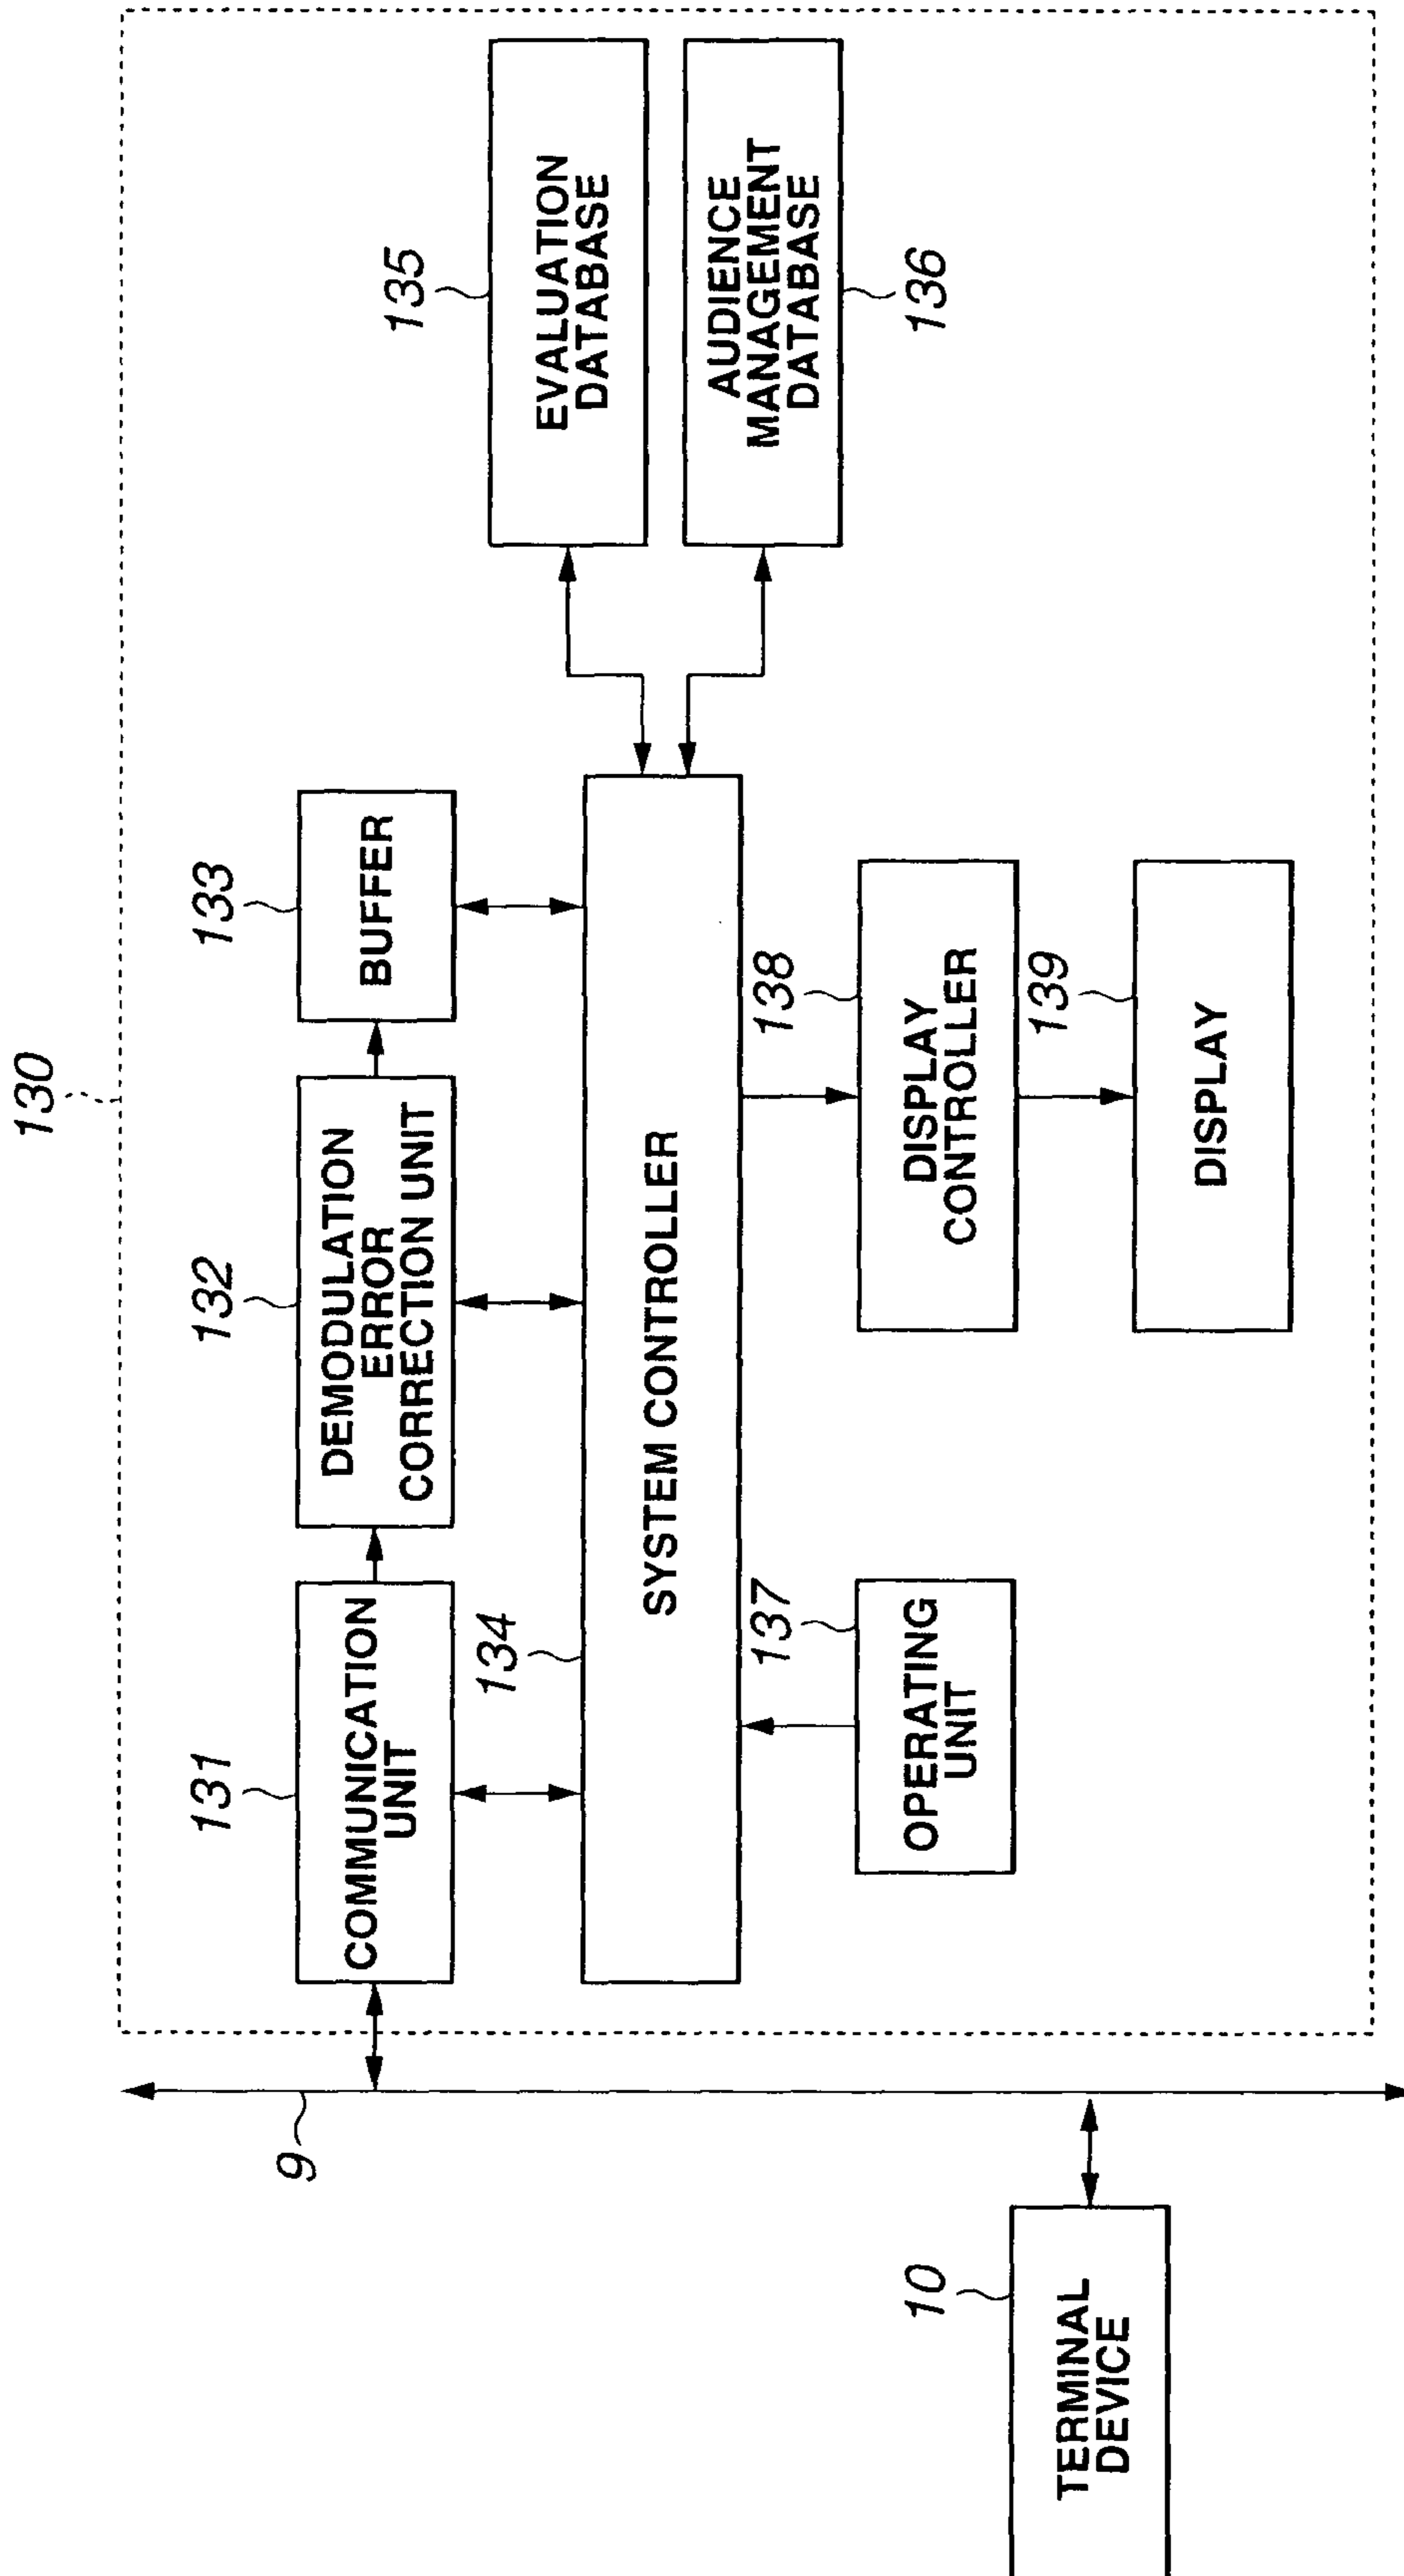 130
131
COMMUNICATION
UNIT
132
DEMODULATION
ERROR
CORRECTION UNIT
133
BUFFER
134
SYSTEM CONTROLLER
135
EVALUATION
DATABASE
AUDIENCE
MANAGEMENT
DATABASE
136
137
OPERATING
UNIT
138
DISPLAY
CONTROLLER
139
DISPLAY
9
10
TERMINAL
DEVICE